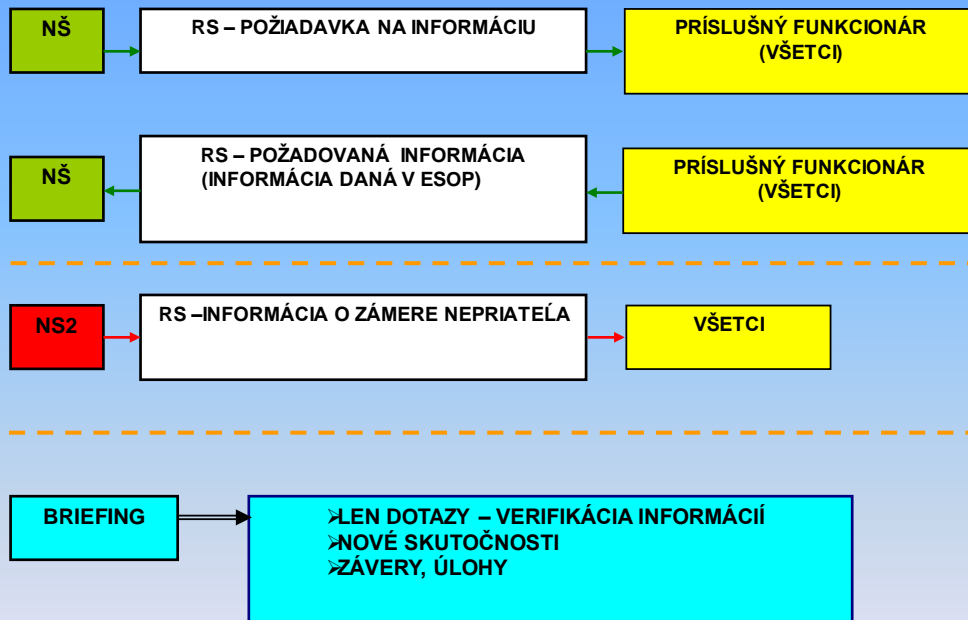 NŠ
RS – POŽIADAVKA NA INFORMÁCIU
PRÍSLUŠNÝ FUNKCIONÁR
(VŠETCI)
NŠ
RS – POŽADOVANÁ INFORMÁCIA
(INFORMÁCIA DANÁ V ESOP)
PRÍSLUŠNÝ FUNKCIONÁR
(VŠETCI)
NS2
RS –INFORMÁCIA O ZÁMERE NEPRIATEĹA
VŠETCI
BRIEFING
➢LEN DOTAZY – VERIFIKÁCIA INFORMÁCIÍ
➢NOVÉ SKUTOČNOSTI
➢ZÁVERY, ÚLOHY